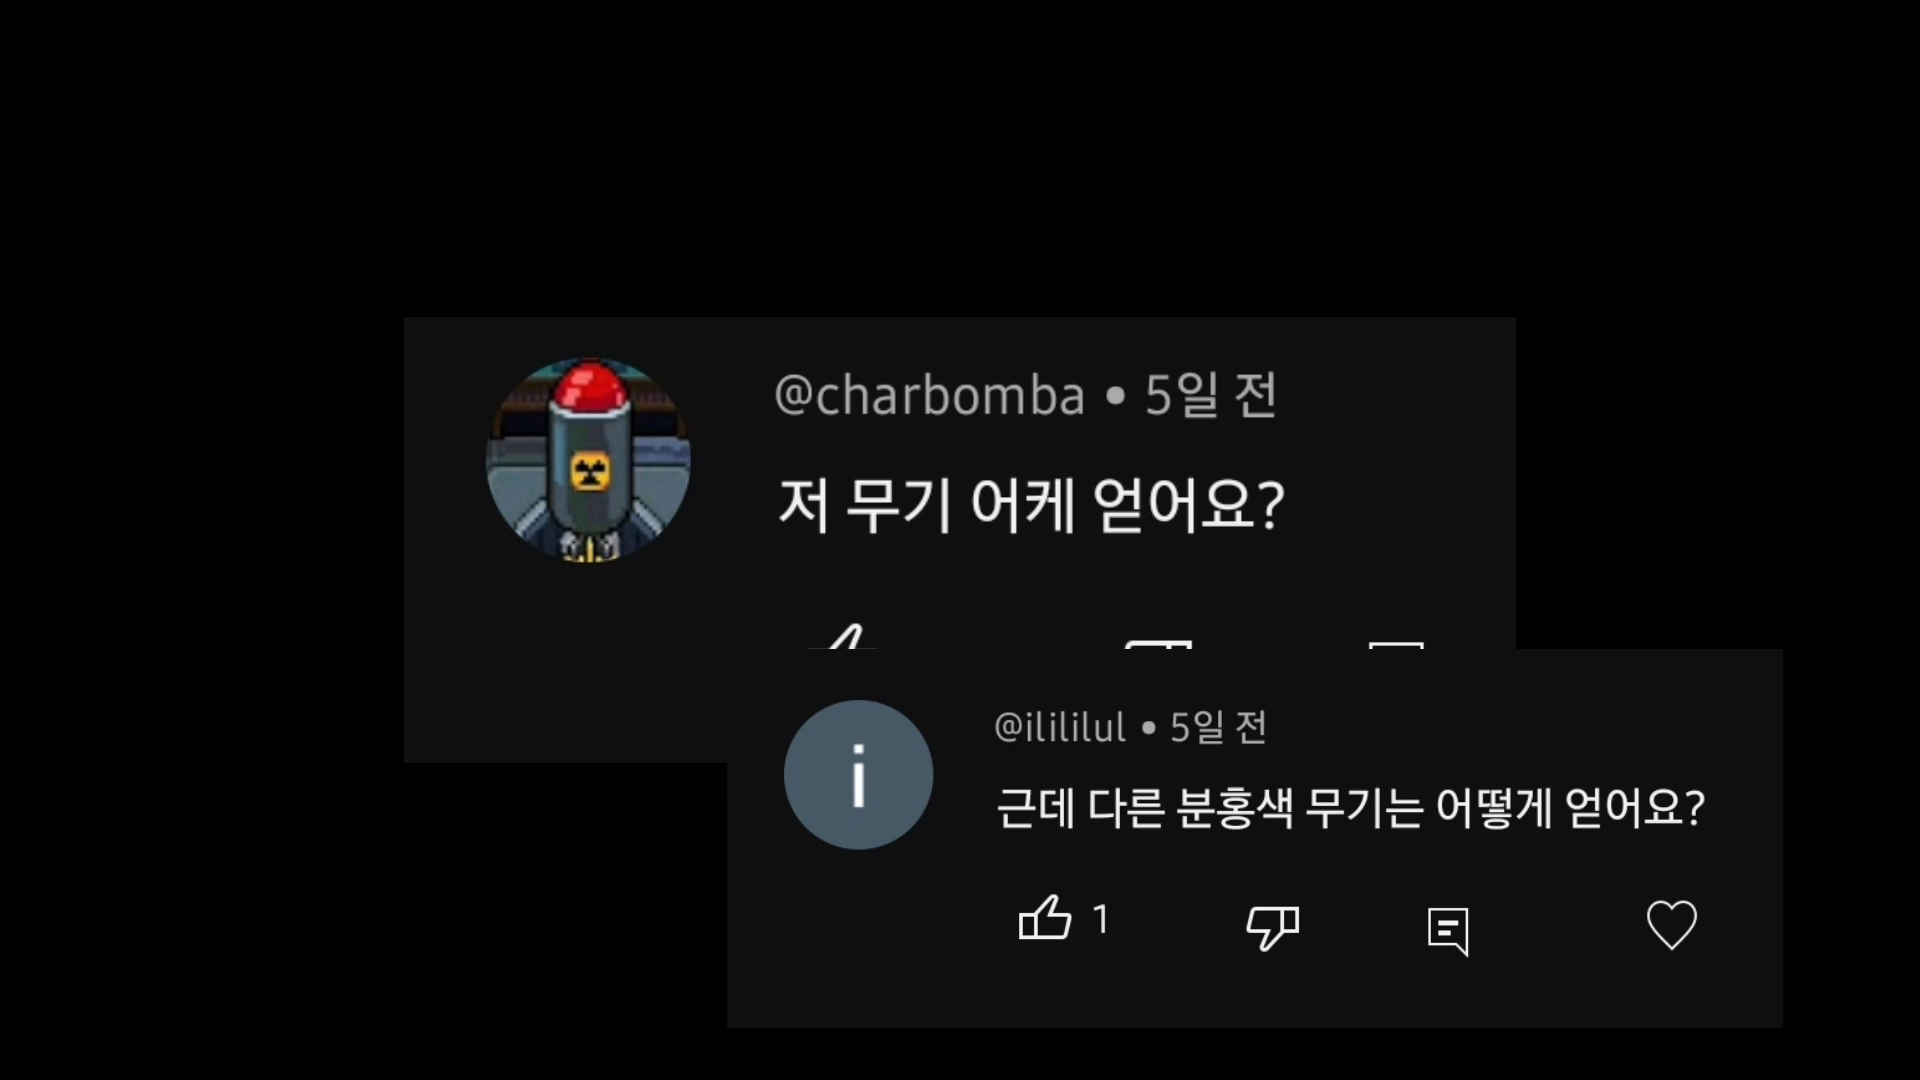 @charbomba • 5일 전
저 무기 어케 얻어요?
i
@ilililul • 5일 전
근데 다른 분홍색 무기는 어떻게 얻어요?
1